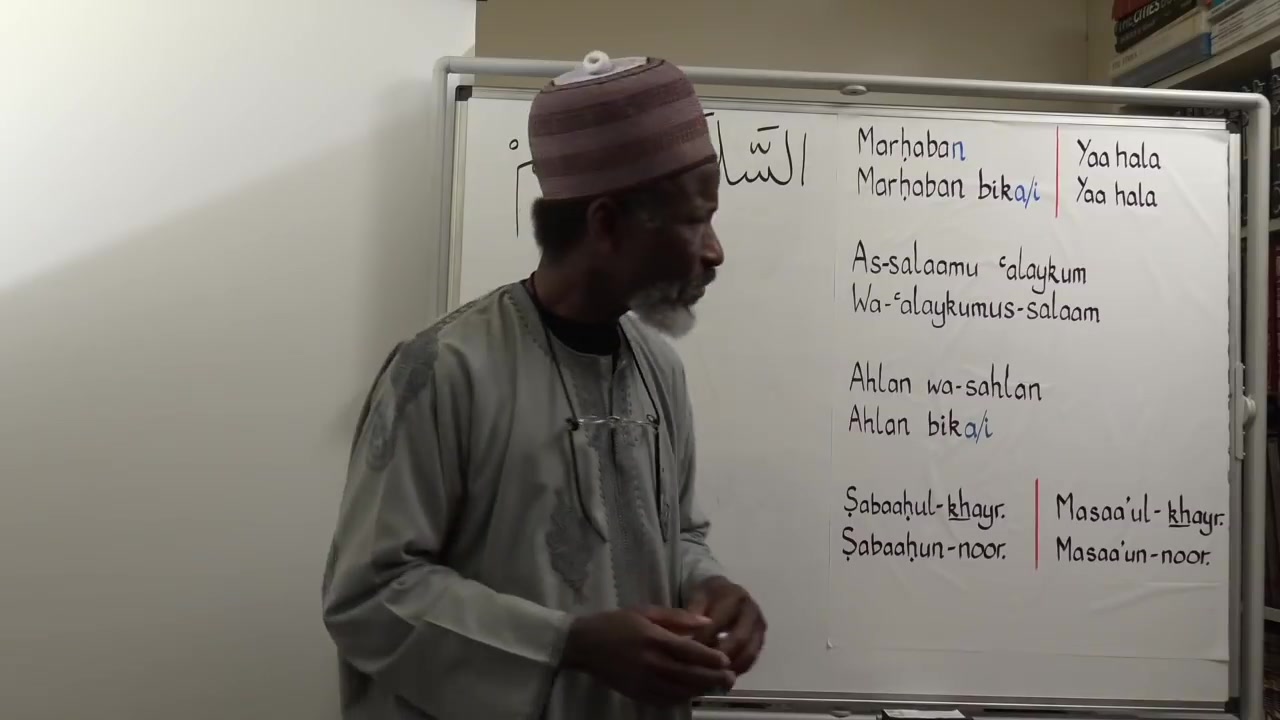 السَّلَا
Marḥaban
Marḥaban bika/i
Yaa hala
Yaa hala
As-salaamu ʿalaykum
Wa-ʿalaykumus-salaam
Ahlan wa-sahlan
Ahlan bika/i
Ṣabaaḥul-khayr.
Ṣabaaḥun-noor.
Masaa'ul-khayr.
Masaa'un-noor.
THE CITIES